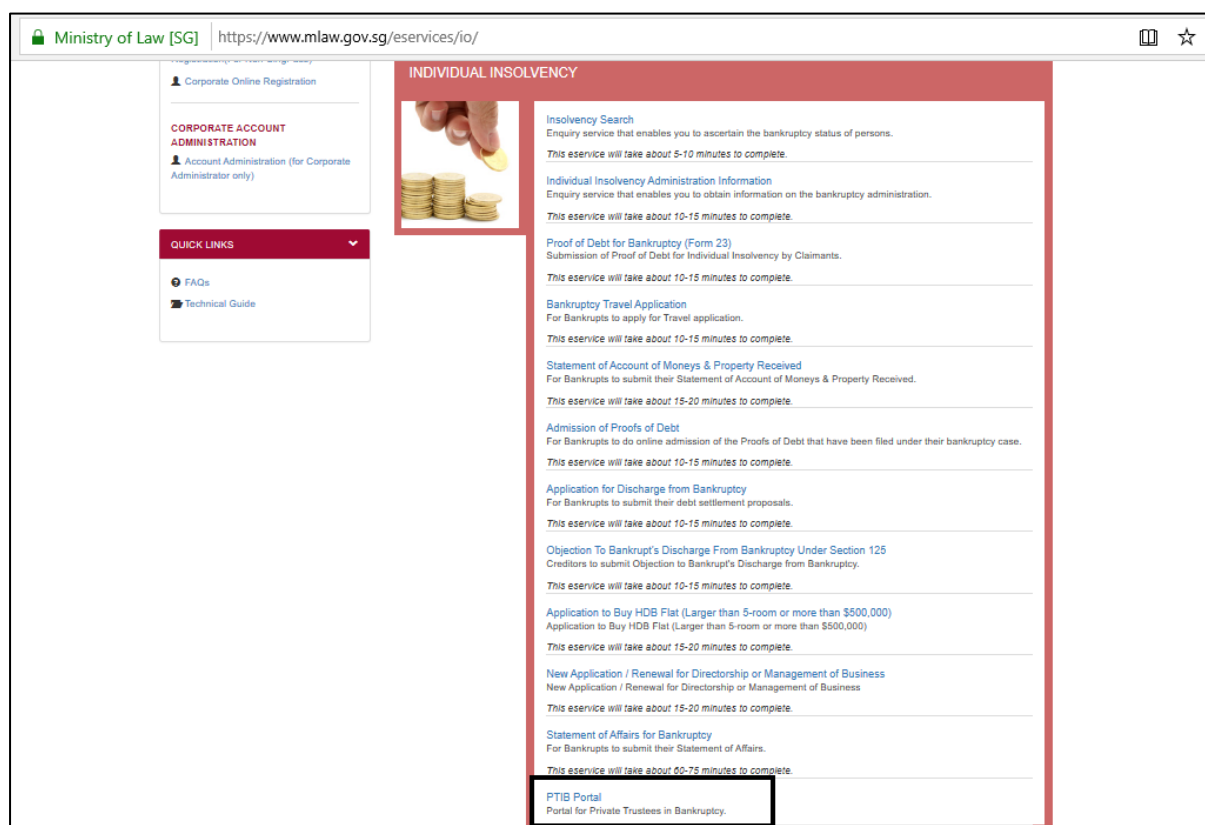 Ministry of Law [SG] https://www.mlaw.gov.sg/eservices/io/
Corporate Online Registration
CORPORATE ACCOUNT
ADMINISTRATION
Account Administration (for Corporate
Administrator only)
QUICK LINKS
FAQs
Technical Guide
INDIVIDUAL INSOLVENCY
Insolvency Search
Enquiry service that enables you to ascertain the bankruptcy status of persons.
This eservice will take about 5-10 minutes to complete.
Individual Insolvency Administration Information
Enquiry service that enables you to obtain information on the bankruptcy administration.
This eservice will take about 10-15 minutes to complete.
Proof of Debt for Bankruptcy (Form 23)
Submission of Proof of Debt for Individual Insolvency by Claimants.
This eservice will take about 10-15 minutes to complete.
Bankruptcy Travel Application
For Bankrupts to apply for Travel application.
This eservice will take about 10-15 minutes to complete.
Statement of Account of Moneys & Property Received
For Bankrupts to submit their Statement of Account of Moneys & Property Received.
This eservice will take about 15-20 minutes to complete.
Admission of Proofs of Debt
For Bankrupts to do online admission of the Proofs of Debt that have been filed under their bankruptcy case.
This eservice will take about 10-15 minutes to complete.
Application for Discharge from Bankruptcy
For Bankrupts to submit their debt settlement proposals.
This eservice will take about 10-15 minutes to complete.
Objection To Bankrupt's Discharge From Bankruptcy Under Section 125
Creditors to submit Objection to Bankrupt's Discharge from Bankruptcy.
This eservice will take about 10-15 minutes to complete.
Application to Buy HDB Flat (Larger than 5-room or more than $500,000)
Application to Buy HDB Flat (Larger than 5-room or more than $500,000)
This eservice will take about 15-20 minutes to complete.
New Application / Renewal for Directorship or Management of Business
New Application / Renewal for Directorship or Management of Business
This eservice will take about 15-20 minutes to complete.
Statement of Affairs for Bankruptcy
For Bankrupts to submit their Statement of Affairs.
This eservice will take about 60-75 minutes to complete.
PTIB Portal
Portal for Private Trustees in Bankruptcy.